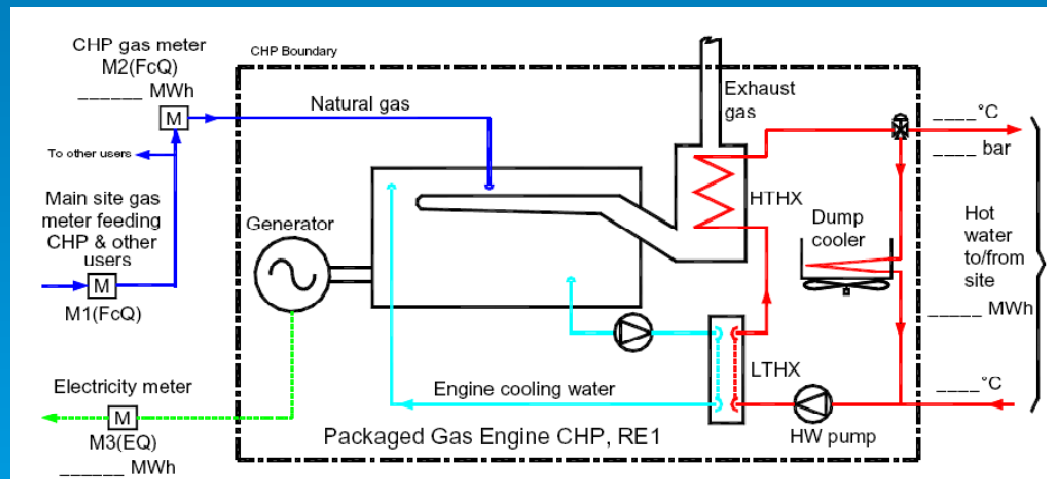 CHP gas meter
M2(FcQ)
______ MWh
M
To other users
Main site gas
meter feeding
CHP & other
users
M
M1(FcQ)
Electricity meter
M
M3(EQ)
______ MWh
CHP Boundary
Natural gas
Generator
Exhaust
gas
HTHX
Dump
cooler
LTHX
Engine cooling water
HW pump
Packaged Gas Engine CHP, RE1
____°C
____ bar
Hot
water
to/from
site
_____ MWh
____°C